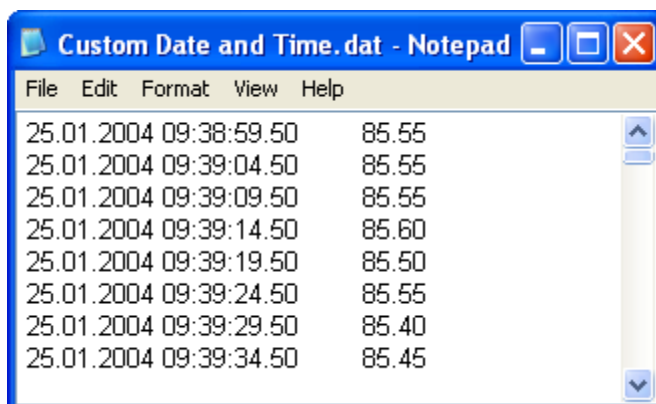 Custom Date and Time.dat - Notepad
File Edit Format View Help
25.01.2004 09:38:59.50 85.55
25.01.2004 09:39:04.50 85.55
25.01.2004 09:39:09.50 85.55
25.01.2004 09:39:14.50 85.60
25.01.2004 09:39:19.50 85.50
25.01.2004 09:39:24.50 85.55
25.01.2004 09:39:29.50 85.40
25.01.2004 09:39:34.50 85.45